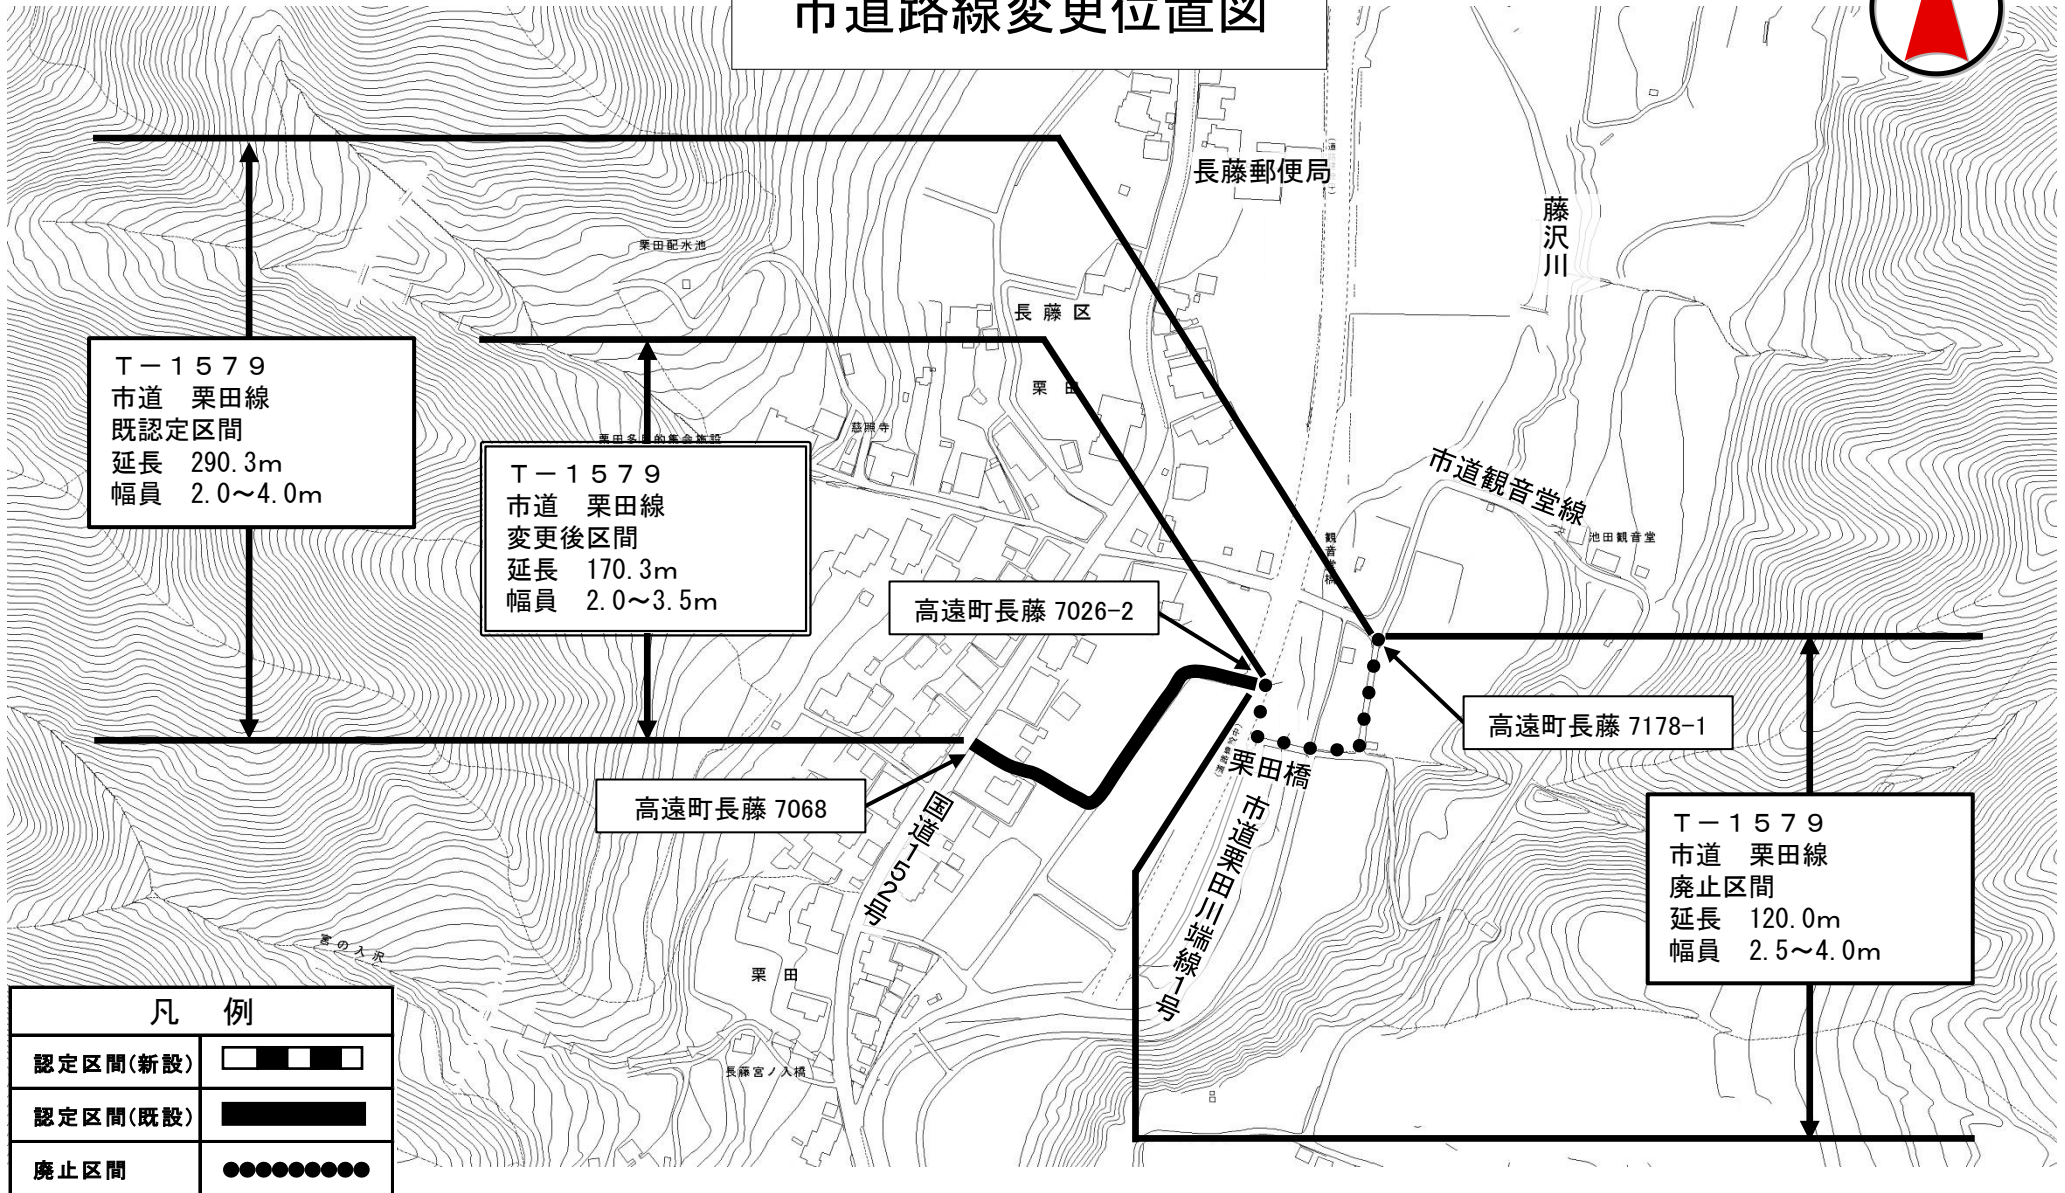 市道路線変更位置図
長藤郵便局
藤沢川
栗田配水池
長藤区
栗田
Ｔ－１５７９
市道　栗田線
既認定区間
延長　290.3m
幅員　2.0～4.0m
慈照寺
Ｔ－１５７９
市道　栗田線
変更後区間
延長　170.3m
幅員　2.0～3.5m
市道観音堂線
池田観音堂
観音堂橋
高遠町長藤 7026-2
高遠町長藤 7178-1
高遠町長藤 7068
栗田橋
国道152号
市道栗田川端線1号
Ｔ－１５７９
市道　栗田線
廃止区間
延長　120.0m
幅員　2.5～4.0m
宮の入沢
栗田
長藤宮ノ入橋
凡　例
認定区間(新設)
認定区間(既設)
廃止区間